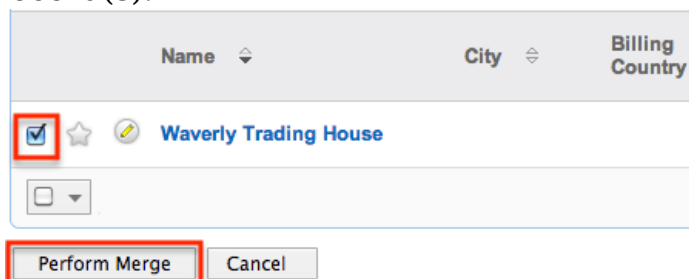 Name City Billing
Country
Waverly Trading House
Perform Merge Cancel